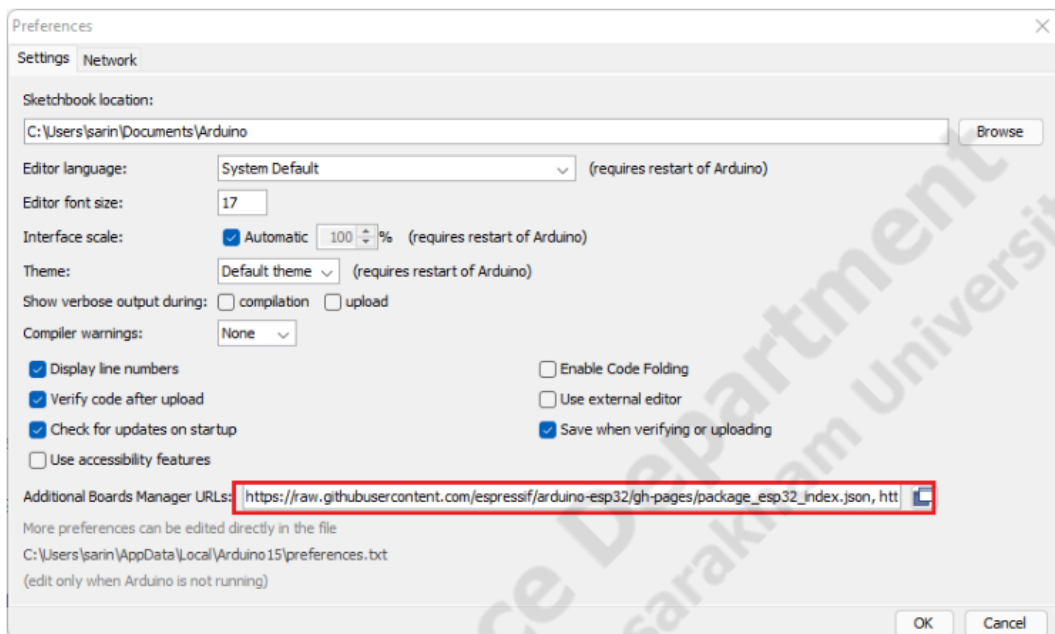 Preferences
Settings Network
Sketchbook location:
C:\Users\sarin\Documents\Arduino Browse
Editor language: System Default (requires restart of Arduino)
Editor font size: 17
Interface scale: Automatic 100 % (requires restart of Arduino)
Theme: Default theme (requires restart of Arduino)
Show verbose output during: compilation upload
Compiler warnings: None
Display line numbers Enable Code Folding
Verify code after upload Use external editor
Check for updates on startup Save when verifying or uploading
Use accessibility features
Additional Boards Manager URLs: https://raw.githubusercontent.com/espressif/arduino-esp32/gh-pages/package_esp32_index.json, htt
More preferences can be edited directly in the file
C:\Users\sarin\AppData\Local\Arduino15\preferences.txt
(edit only when Arduino is not running)
OK Cancel
ce Department
sarakham Universit